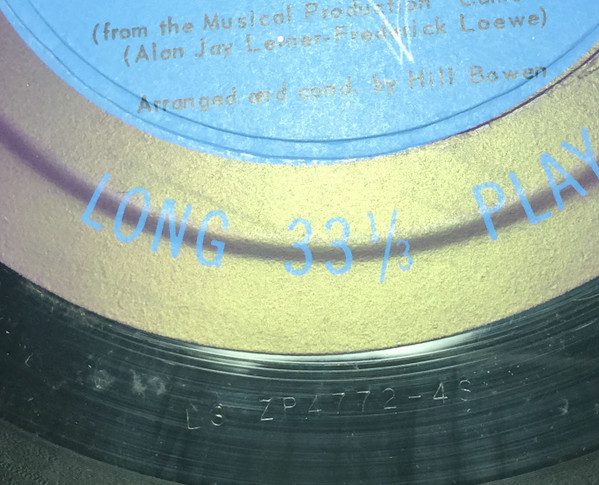 (from the Musical Production
(Alan Jay Lerner-Frederick Loewe)
Arranged and cond. by Hill Bowen
LONG 33⅓ PLAY
LS ZP4772-4S